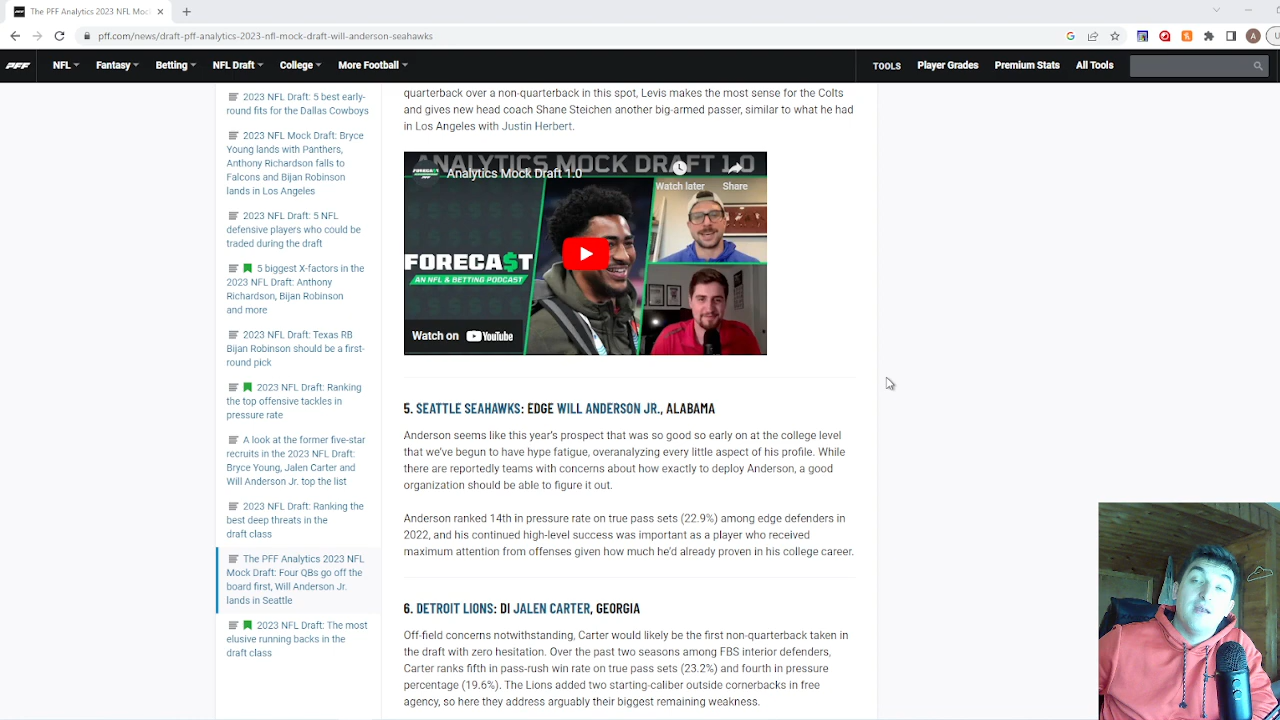 The PFF Analytics 2023 NFL Moc
pff.com/news/draft-pff-analytics-2023-nfl-mock-draft-will-anderson-seahawks
A
PFF
NFL
Fantasy
Betting
NFL Draft
College
More Football
TOOLS
Player Grades
Premium Stats
All Tools
2023 NFL Draft: 5 best early-
round fits for the Dallas Cowboys
2023 NFL Mock Draft: Bryce
Young lands with Panthers,
Anthony Richardson falls to
Falcons and Bijan Robinson
lands in Los Angeles
2023 NFL Draft: 5 NFL
defensive players who could be
traded during the draft
5 biggest X-factors in the
2023 NFL Draft: Anthony
Richardson, Bijan Robinson
and more
2023 NFL Draft: Texas RB
Bijan Robinson should be a first-
round pick
2023 NFL Draft: Ranking
the top offensive tackles in
pressure rate
A look at the former five-star
recruits in the 2023 NFL Draft:
Bryce Young, Jalen Carter and
Will Anderson Jr. top the list
2023 NFL Draft: Ranking the
best deep threats in the
draft class
The PFF Analytics 2023 NFL
Mock Draft: Four QBs go off the
board first, Will Anderson Jr.
lands in Seattle
2023 NFL Draft: The most
elusive running backs in the
draft class
quarterback over a non-quarterback in this spot, Levis makes the most sense for the Colts
and gives new head coach Shane Steichen another big-armed passer, similar to what he had
in Los Angeles with Justin Herbert.
ANALYTICS MOCK DRAFT 1.0
Analytics Mock Draft 1.0
Watch later
Share
FORECA$T
AN NFL & BETTING PODCAST
Watch on YouTube
5. SEATTLE SEAHAWKS: EDGE WILL ANDERSON JR., ALABAMA
Anderson seems like this year's prospect that was so good so early on at the college level
that we've begun to have hype fatigue, overanalyzing every little aspect of his profile. While
there are reportedly teams with concerns about how exactly to deploy Anderson, a good
organization should be able to figure it out.
Anderson ranked 14th in pressure rate on true pass sets (22.9%) among edge defenders in
2022, and his continued high-level success was important as a player who received
maximum attention from offenses given how much he'd already proven in his college career.
6. DETROIT LIONS: DI JALEN CARTER, GEORGIA
Off-field concerns notwithstanding, Carter would likely be the first non-quarterback taken in
the draft with zero hesitation. Over the past two seasons among FBS interior defenders,
Carter ranks fifth in pass-rush win rate on true pass sets (23.2%) and fourth in pressure
percentage (19.6%). The Lions added two starting-caliber outside cornerbacks in free
agency, so here they address arguably their biggest remaining weakness.